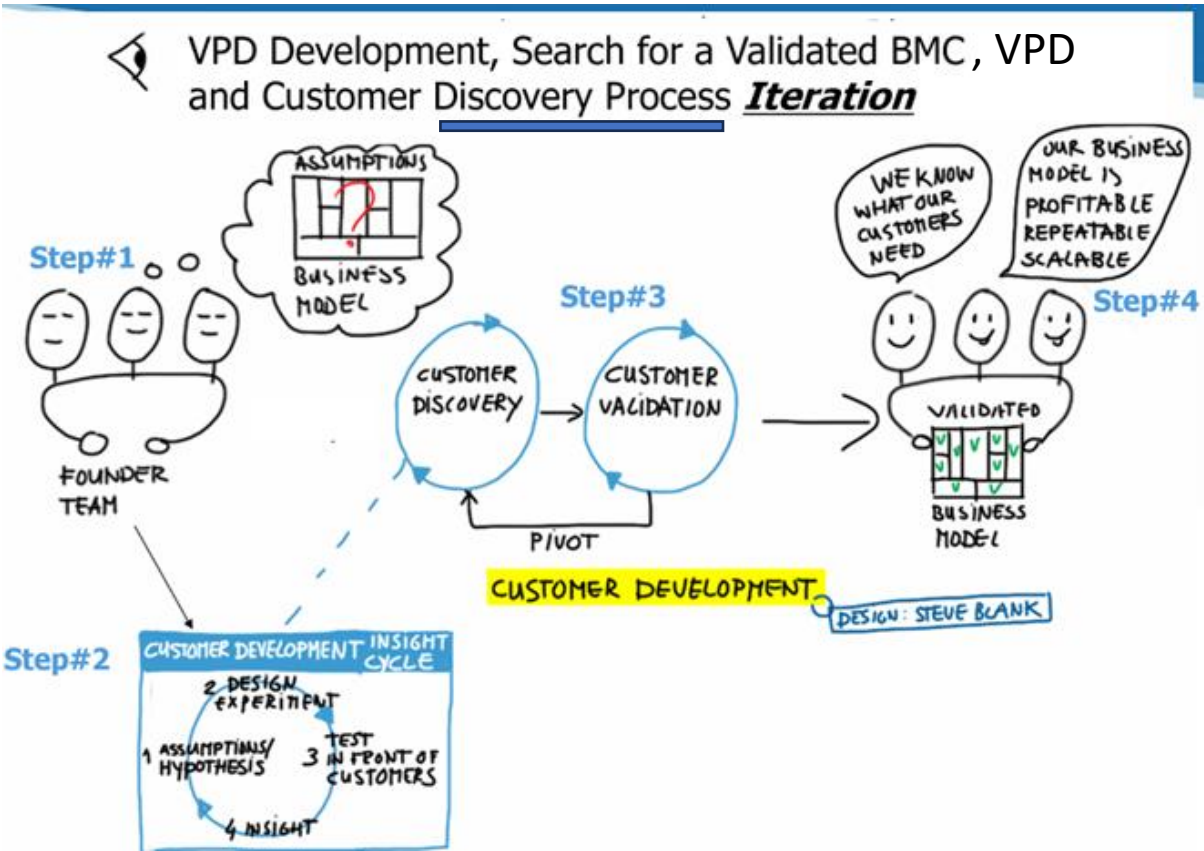 VPD Development, Search for a Validated BMC, VPD
and Customer Discovery Process Iteration
Step#1
ASSUMPTIONS
?
BUSINESS
MODEL
FOUNDER
TEAM
Step#2
CUSTOMER DEVELOPMENT INSIGHT
CYCLE
1 ASSUMPTIONS/
HYPOTHESIS
2 DESIGN
EXPERIMENT
3 TEST
IN FRONT OF
CUSTOMERS
4 INSIGHT
Step#3
CUSTOMER
DISCOVERY
CUSTOMER
VALIDATION
PIVOT
CUSTOMER DEVELOPMENT
DESIGN: STEVE BLANK
WE KNOW
WHAT OUR
CUSTOMERS
NEED
OUR BUSINESS
MODEL IS
PROFITABLE
REPEATABLE
SCALABLE
Step#4
VALIDATED
BUSINESS
MODEL